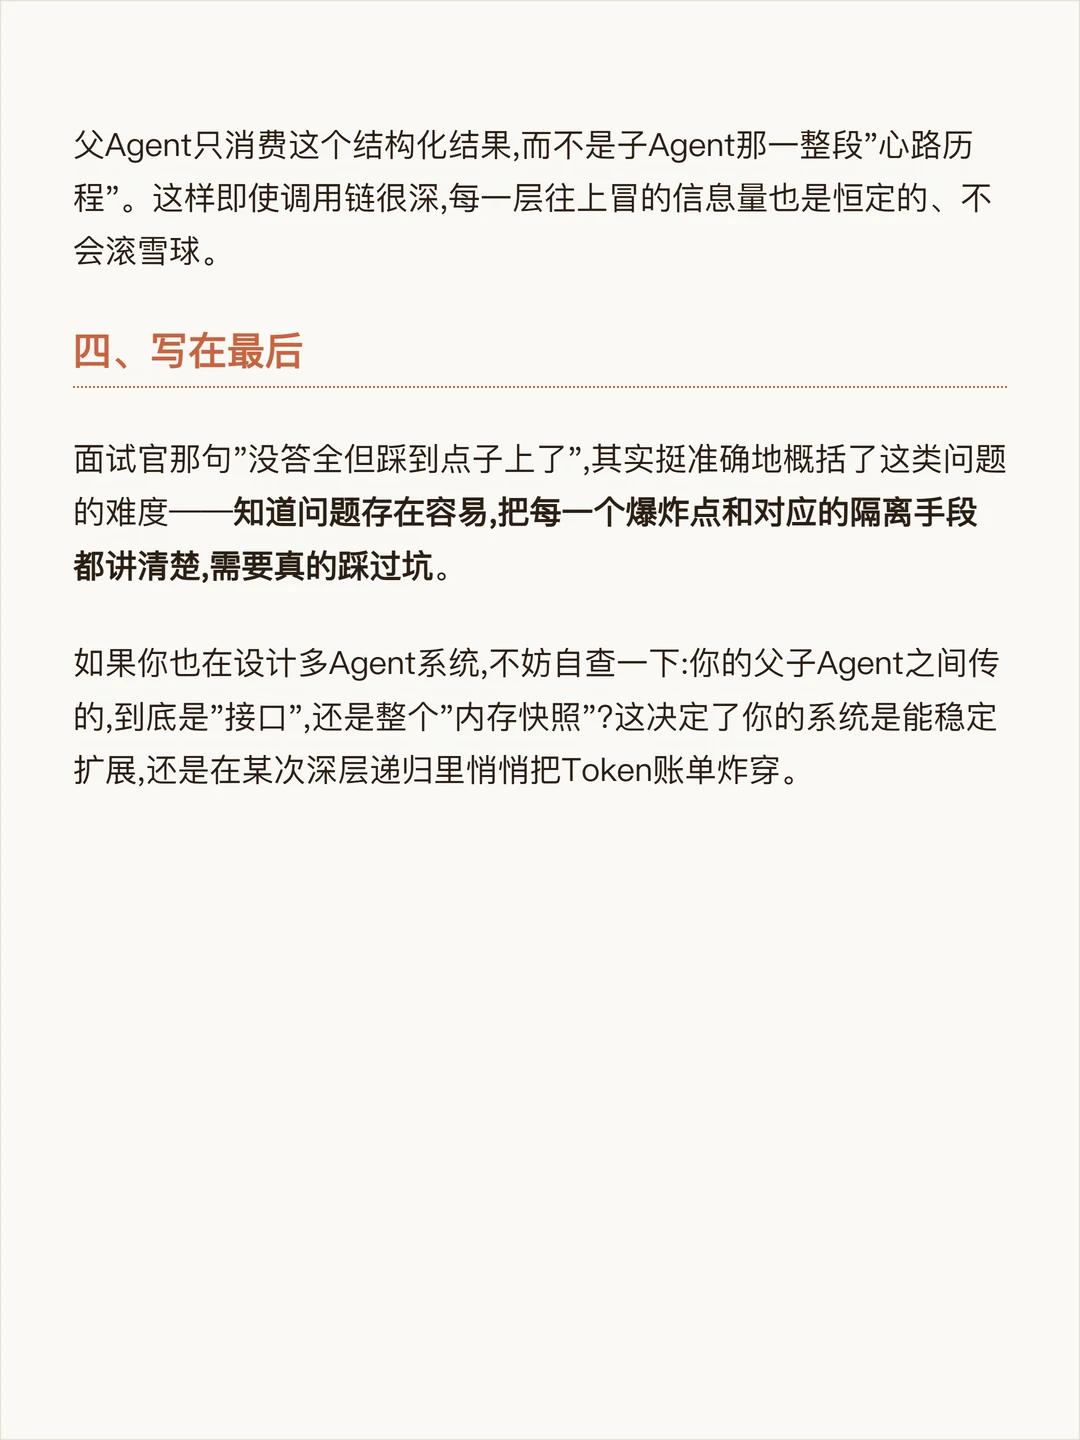 父Agent只消费这个结构化结果,而不是子Agent那一整段”心路历
程”。这样即使调用链很深,每一层往上冒的信息量也是恒定的、不
会滚雪球。
四、写在最后
面试官那句”没答全但踩到点子上了”,其实挺准确地概括了这类问题
的难度——知道问题存在容易,把每一个爆炸点和对应的隔离手段
都讲清楚,需要真的踩过坑。
如果你也在设计多Agent系统,不妨自查一下:你的父子Agent之间传
的,到底是”接口”,还是整个”内存快照”?这决定了你的系统是能稳定
扩展,还是在某次深层递归里悄悄把Token账单炸穿。